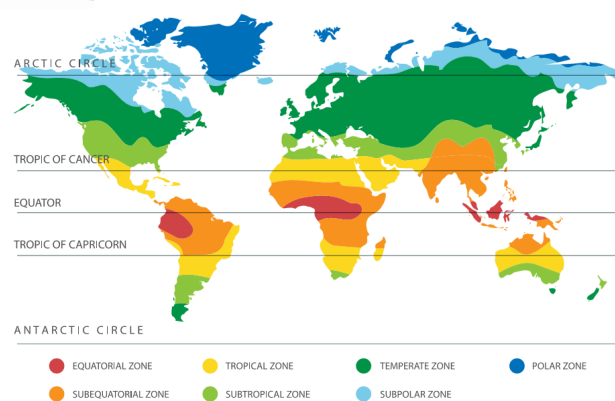 ARCTIC CIRCLE
TROPIC OF CANCER
EQUATOR
TROPIC OF CAPRICORN
ANTARCTIC CIRCLE
EQUATORIAL ZONE TROPICAL ZONE TEMPERATE ZONE POLAR ZONE
SUBEQUATORIAL ZONE SUBTROPICAL ZONE SUBPOLAR ZONE